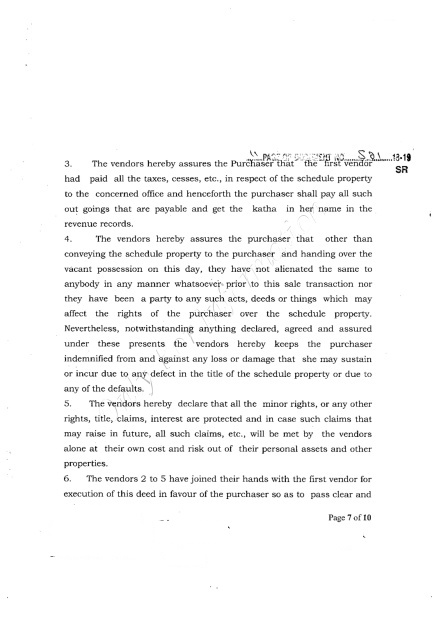 11 PAGE OF DOCUMENT NO. 521 18-19
SR
3. The vendors hereby assures the Purchaser that the first vendor
had paid all the taxes, cesses, etc., in respect of the schedule property
to the concerned office and henceforth the purchaser shall pay all such
out goings that are payable and get the katha in her name in the
revenue records.
4. The vendors hereby assures the purchaser that other than
conveying the schedule property to the purchaser and handing over the
vacant possession on this day, they have not alienated the same to
anybody in any manner whatsoever prior to this sale transaction nor
they have been a party to any such acts, deeds or things which may
affect the rights of the purchaser over the schedule property.
Nevertheless, notwithstanding anything declared, agreed and assured
under these presents the vendors hereby keeps the purchaser
indemnified from and against any loss or damage that she may sustain
or incur due to any defect in the title of the schedule property or due to
any of the defaults.
5. The vendors hereby declare that all the minor rights, or any other
rights, title, claims, interest are protected and in case such claims that
may raise in future, all such claims, etc., will be met by the vendors
alone at their own cost and risk out of their personal assets and other
properties.
6. The vendors 2 to 5 have joined their hands with the first vendor for
execution of this deed in favour of the purchaser so as to pass clear and
Page 7 of 10